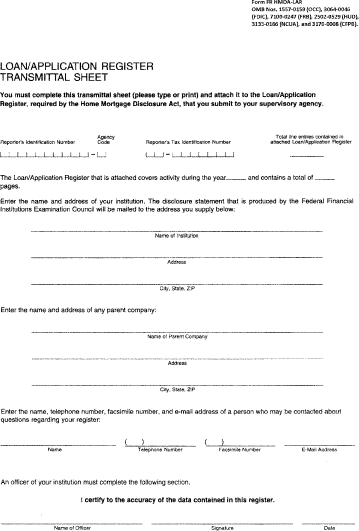 Form FR HMDA-LAR
OMB Nos. 1557-0159 (OCC), 3064-0046
(FDIC), 7100-0247 (FRB), 2502-0529 (HUD),
3133-0166 (NCUA), and 3170-0008 (CFPB).
LOAN/APPLICATION REGISTER
TRANSMITTAL SHEET
You must complete this transmittal sheet (please type or print) and attach it to the Loan/Application
Register, required by the Home Mortgage Disclosure Act, that you submit to your supervisory agency.
Reporter's Identification Number
Agency
Code
Reporter's Tax Identification Number
Total line entries contained in
attached Loan/Application Register
The Loan/Application Register that is attached covers activity during the year and contains a total of
pages.
Enter the name and address of your institution. The disclosure statement that is produced by the Federal Financial
Institutions Examination Council will be mailed to the address you supply below:
Name of Institution
Address
City, State, ZIP
Enter the name and address of any parent company:
Name of Parent Company
Address
City, State, ZIP
Enter the name, telephone number, facsimile number, and e-mail address of a person who may be contacted about
questions regarding your register:
( ) ( )
Name Telephone Number Facsimile Number E-Mail Address
An officer of your institution must complete the following section.
I certify to the accuracy of the data contained in this register.
Name of Officer Signature Date